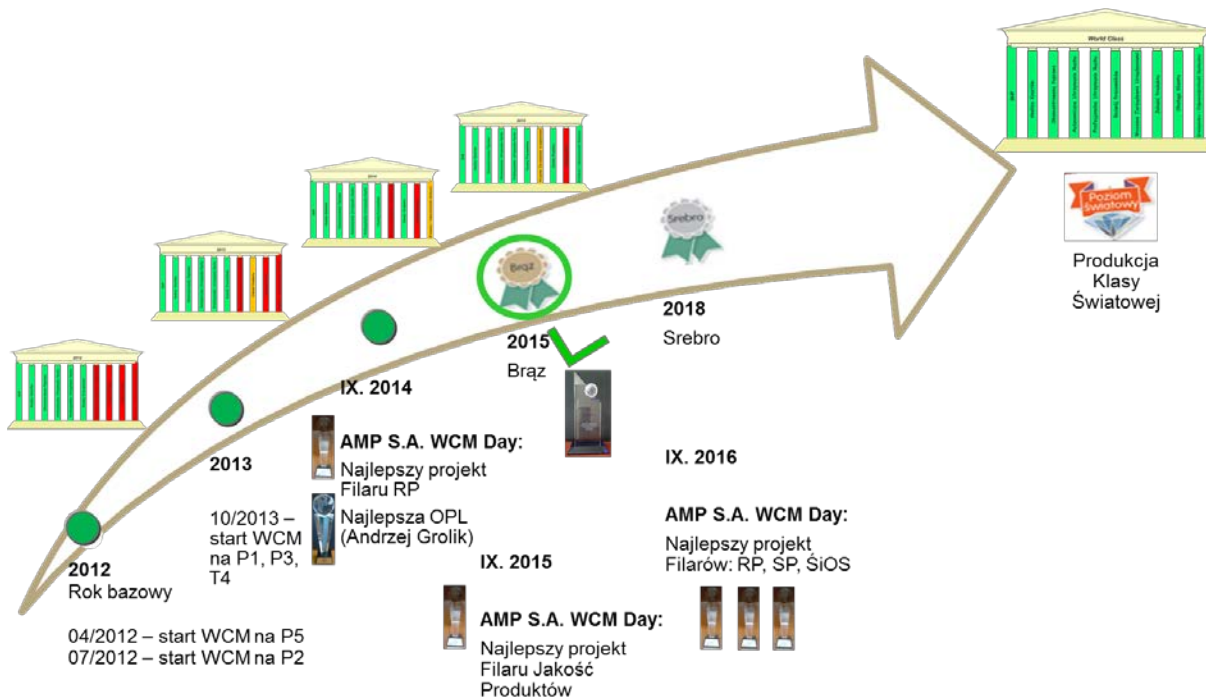 World Class
Poziom
Światowy
Produkcja
Klasy
Światowej
Srebro
2018
Srebro
Brąz
2015
Brąz
IX. 2014
AMP S.A. WCM Day:
Najlepszy projekt
Filaru RP
Najlepsza OPL
(Andrzej Grolik)
2013
10/2013 –
start WCM
na P1, P3,
T4
2012
Rok bazowy
04/2012 – start WCM na P5
07/2012 – start WCM na P2
IX. 2015
AMP S.A. WCM Day:
Najlepszy projekt
Filaru Jakość
Produktów
IX. 2016
AMP S.A. WCM Day:
Najlepszy projekt
Filarów: RP, SP, ŚiOS